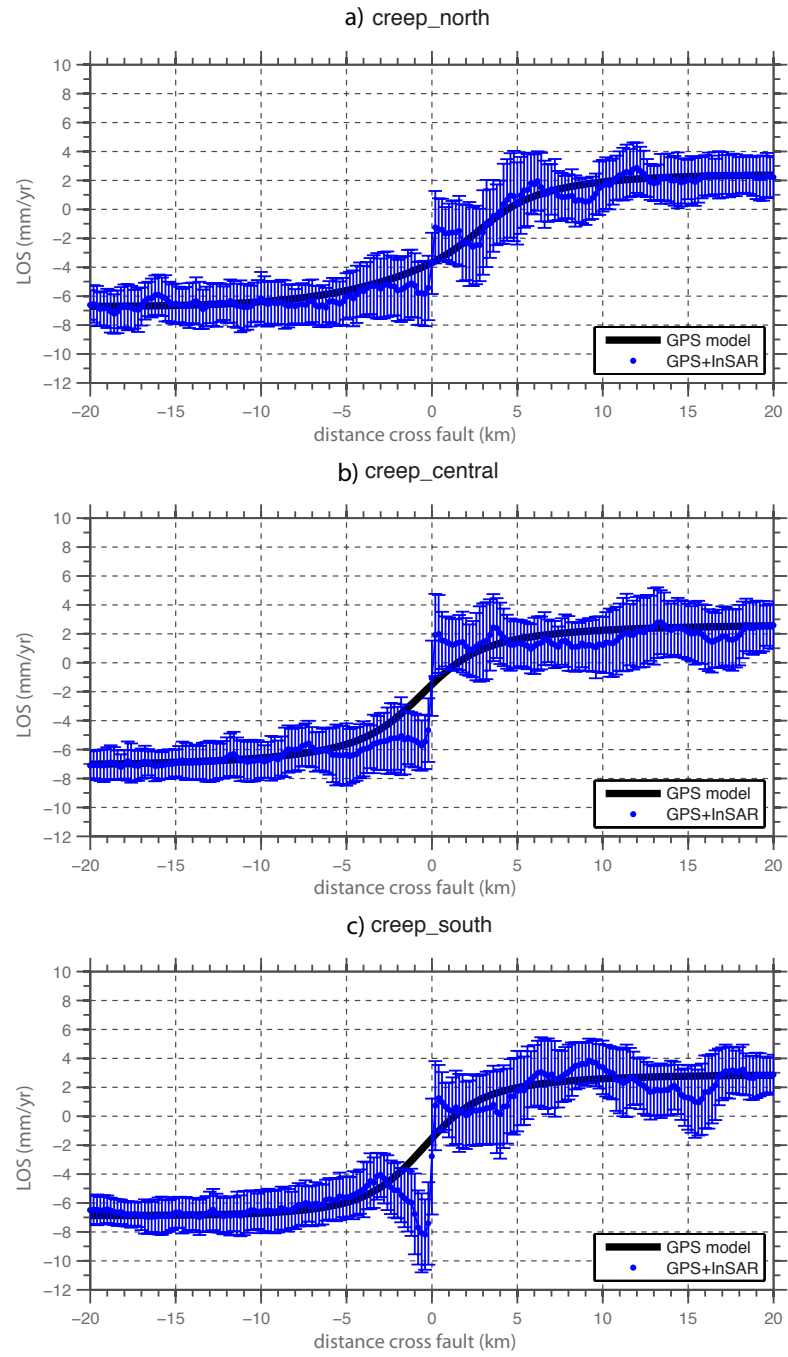 a) creep_north
10
8
6
4
2
0
−2
−4
−6
−8
−10
−12
LOS (mm/yr)
GPS model
GPS+InSAR
−20 −15 −10 −5 0 5 10 15 20
distance cross fault (km)
b) creep_central
10
8
6
4
2
0
−2
−4
−6
−8
−10
−12
LOS (mm/yr)
GPS model
GPS+InSAR
−20 −15 −10 −5 0 5 10 15 20
distance cross fault (km)
c) creep_south
10
8
6
4
2
0
−2
−4
−6
−8
−10
−12
LOS (mm/yr)
GPS model
GPS+InSAR
−20 −15 −10 −5 0 5 10 15 20
distance cross fault (km)